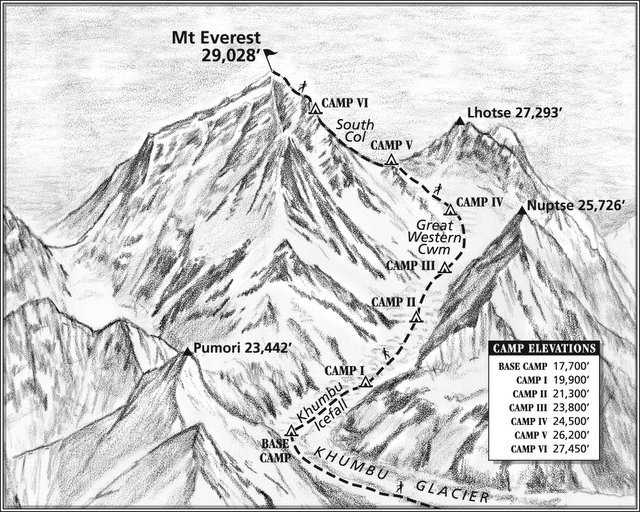 Mt Everest
29,028'
CAMP VI
Lhotse 27,293'
South
Col
CAMP V
CAMP IV
Nuptse 25,726'
Great
Western
Cwm
CAMP III
CAMP II
Pumori 23,442'
CAMP I
Khumbu
Icefall
BASE
CAMP
KHUMBU GLACIER
CAMP ELEVATIONS
BASE CAMP 17,700'
CAMP I 19,900'
CAMP II 21,300'
CAMP III 23,800'
CAMP IV 24,500'
CAMP V 26,200'
CAMP VI 27,450'